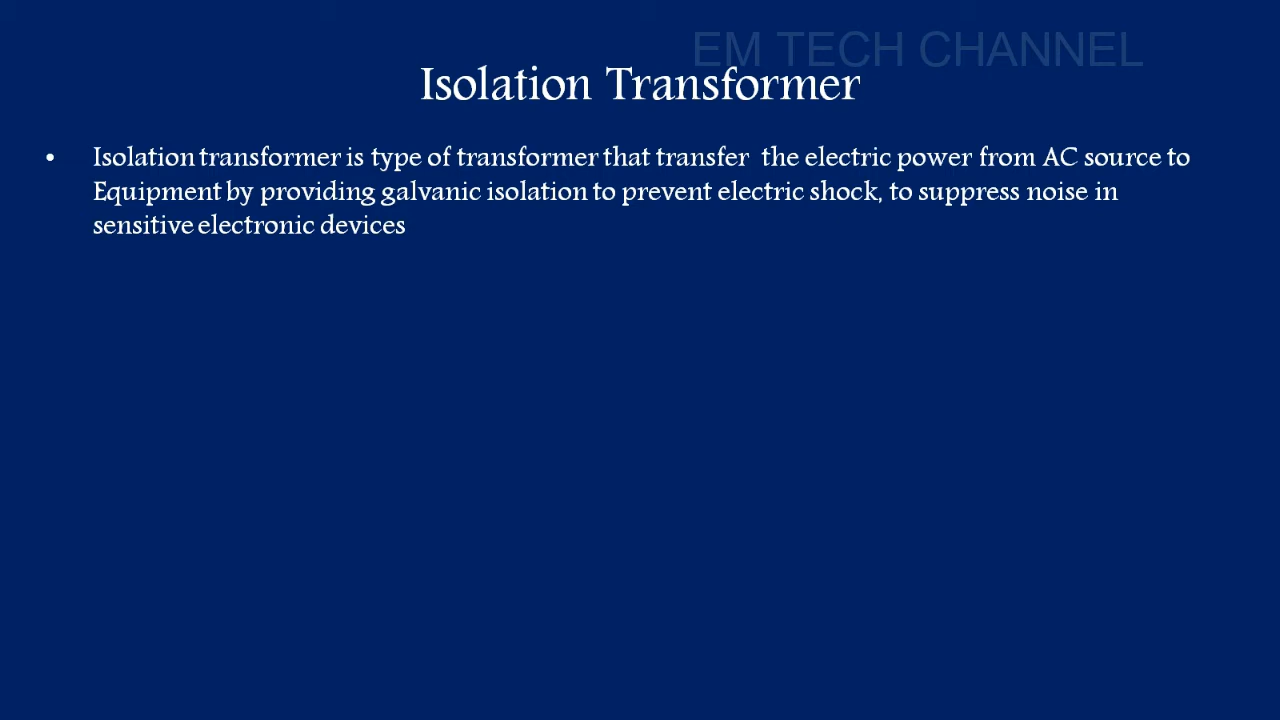 EM TECH CHANNEL
Isolation Transformer
• Isolation transformer is type of transformer that transfer the electric power from AC source to
Equipment by providing galvanic isolation to prevent electric shock, to suppress noise in
sensitive electronic devices